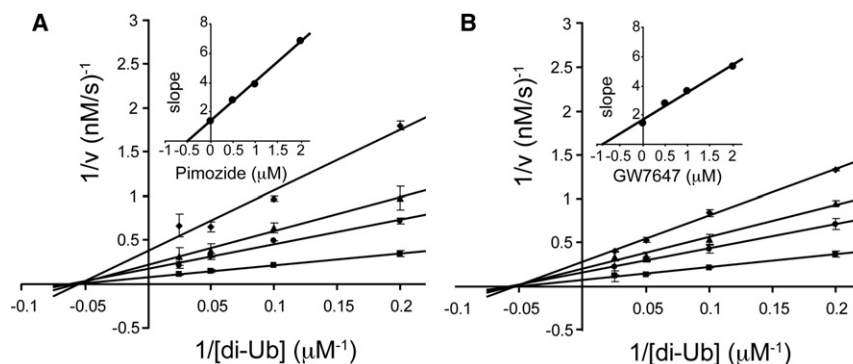 A
1/v (nM/s)-1
3
2.5
2
1.5
1
0.5
-0.5
-0.1
-0.05
0.05
0.1
0.15
0.2
1/[di-Ub] (μM-1)
slope
8
6
4
2
-1 -0.5 0 0.5 1 1.5 2
Pimozide (μM)
B
1/v (nM/s)-1
3
2.5
2
1.5
1
0.5
0
-0.5
-0.1
-0.05
0.05
0.1
0.15
0.2
1/[di-Ub] (μM-1)
slope
8
6
4
2
-1 -0.5 0 0.5 1 1.5 2
GW7647 (μM)